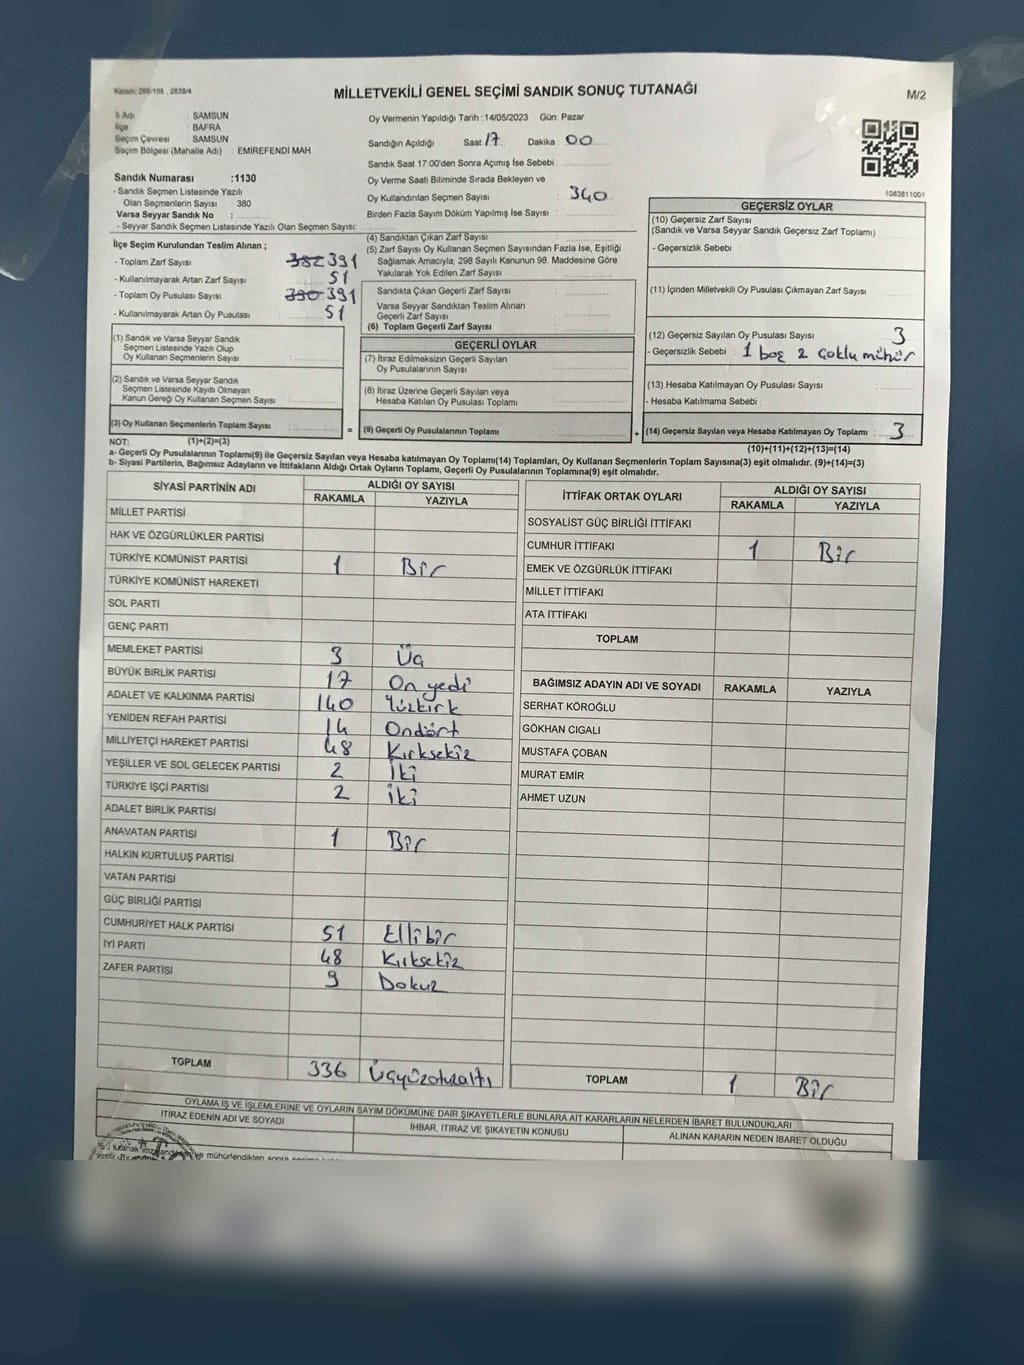 Kanun: 298/105 , 2839/4
MİLLETVEKİLİ GENEL SEÇİMİ SANDIK SONUÇ TUTANAĞI
M/2
İl Adı : SAMSUN
İlçe : BAFRA
Seçim Çevresi : SAMSUN
Seçim Bölgesi (Mahalle Adı) : EMİREFENDİ MAH.
Oy Vermenin Yapıldığı Tarih :14/05/2023 Gün: Pazar
Sandığın Açıldığı Saat 17 Dakika : 00
Sandık Saat 17:00'den Sonra Açılmış İse Sebebi :
Oy Verme Saati Bitiminde Sırada Bekleyen ve
Oy Kullandırılan Seçmen Sayısı : 340
Birden Fazla Sayım Döküm Yapılmış İse Sayısı :
1083811001
Sandık Numarası :1130
- Sandık Seçmen Listesinde Yazılı
Olan Seçmenlerin Sayısı : 380
Varsa Seyyar Sandık No :
- Seyyar Sandık Seçmen Listesinde Yazılı Olan Seçmen Sayısı:
İlçe Seçim Kurulundan Teslim Alınan ;
- Toplam Zarf Sayısı 382 391
- Kullanılmayarak Artan Zarf Sayısı 51
- Toplam Oy Pusulası Sayısı 390 391
- Kullanılmayarak Artan Oy Pusulası : 51
(1) Sandık ve Varsa Seyyar Sandık
Seçmen Listesinde Yazılı Olup
Oy Kullanan Seçmenlerin Sayısı :
(2) Sandık ve Varsa Seyyar Sandık
Seçmen Listesinde Kayıtlı Olmayan
Kanun Gereği Oy Kullanan Seçmen Sayısı :
(3) Oy Kullanan Seçmenlerin Toplam Sayısı :
(4) Sandıktan Çıkan Zarf Sayısı :
(5) Zarf Sayısı Oy Kullanan Seçmen Sayısından Fazla İse, Eşitliği
Sağlamak Amacıyla, 298 Sayılı Kanunun 98. Maddesine Göre
Yakılarak Yok Edilen Zarf Sayısı :
Sandıkta Çıkan Geçerli Zarf Sayısı :
Varsa Seyyar Sandıktan Teslim Alınan
Geçerli Zarf Sayısı :
(6) Toplam Geçerli Zarf Sayısı :
GEÇERLİ OYLAR
(7) İtiraz Edilmeksizin Geçerli Sayılan
Oy Pusulalarının Sayısı :
(8) İtiraz Üzerine Geçerli Sayılan veya
Hesaba Katılan Oy Pusulası Toplamı :
= (9) Geçerli Oy Pusulalarının Toplamı :
GEÇERSİZ OYLAR
(10) Geçersiz Zarf Sayısı
(Sandık ve Varsa Seyyar Sandık Geçersiz Zarf Toplamı) :
- Geçersizlik Sebebi :
(11) İçinden Milletvekili Oy Pusulası Çıkmayan Zarf Sayısı :
(12) Geçersiz Sayılan Oy Pusulası Sayısı : 3
- Geçersizlik Sebebi : 1 boş 2 Çoklu mühür
(13) Hesaba Katılmayan Oy Pusulası Sayısı :
- Hesaba Katılmama Sebebi :
+ (14) Geçersiz Sayılan veya Hesaba Katılmayan Oy Toplamı : 3
NOT: (1)+(2)=(3)
(10)+(11)+(12)+(13)=(14)
a- Geçerli Oy Pusulalarının Toplamı(9) ile Geçersiz Sayılan veya Hesaba katılmayan Oy Toplamı(14) Toplamları, Oy Kullanan Seçmenlerin Toplam Sayısına(3) eşit olmalıdır. (9)+(14)=(3)
b- Siyasi Partilerin, Bağımsız Adayların ve İttifakların Aldığı Ortak Oyların Toplamı, Geçerli Oy Pusulalarının Toplamına(9) eşit olmalıdır.
SİYASİ PARTİNİN ADI ALDIĞI OY SAYISI
RAKAMLA YAZIYLA
MİLLET PARTİSİ
HAK VE ÖZGÜRLÜKLER PARTİSİ
TÜRKİYE KOMÜNİST PARTİSİ 1 Bir
TÜRKİYE KOMÜNİST HAREKETİ
SOL PARTİ
GENÇ PARTİ
MEMLEKET PARTİSİ 3 Üç
BÜYÜK BİRLİK PARTİSİ 17 On yedi
ADALET VE KALKINMA PARTİSİ 140 Yüzkırk
YENİDEN REFAH PARTİSİ 14 Ondört
MİLLİYETÇİ HAREKET PARTİSİ 48 Kırksekiz
YEŞİLLER VE SOL GELECEK PARTİSİ 2 İki
TÜRKİYE İŞÇİ PARTİSİ 2 iki
ADALET BİRLİK PARTİSİ
ANAVATAN PARTİSİ 1 Bir
HALKIN KURTULUŞ PARTİSİ
VATAN PARTİSİ
GÜÇ BİRLİĞİ PARTİSİ
CUMHURİYET HALK PARTİSİ 51 Ellibir
İYİ PARTİ 48 Kırksekiz
ZAFER PARTİSİ 9 Dokuz
TOPLAM 336 Üçyüzotuzaltı
İTTİFAK ORTAK OYLARI ALDIĞI OY SAYISI
RAKAMLA YAZIYLA
SOSYALİST GÜÇ BİRLİĞİ İTTİFAKI
CUMHUR İTTİFAKI 1 Bir
EMEK VE ÖZGÜRLÜK İTTİFAKI
MİLLET İTTİFAKI
ATA İTTİFAKI
TOPLAM
BAĞIMSIZ ADAYIN ADI VE SOYADI RAKAMLA YAZIYLA
SERHAT KÖROĞLU
GÖKHAN CIGALI
MUSTAFA ÇOBAN
MURAT EMİR
AHMET UZUN
TOPLAM 1 Bir
OYLAMA İŞ VE İŞLEMLERİNE VE OYLARIN SAYIM DÖKÜMÜNE DAİR ŞİKAYETLERLE BUNLARA AİT KARARLARIN NELERDEN İBARET BULUNDUKLARI
İTİRAZ EDENİN ADI VE SOYADI
İHBAR, İTİRAZ VE ŞİKAYETİN KONUSU
ALINAN KARARIN NEDEN İBARET OLDUĞU